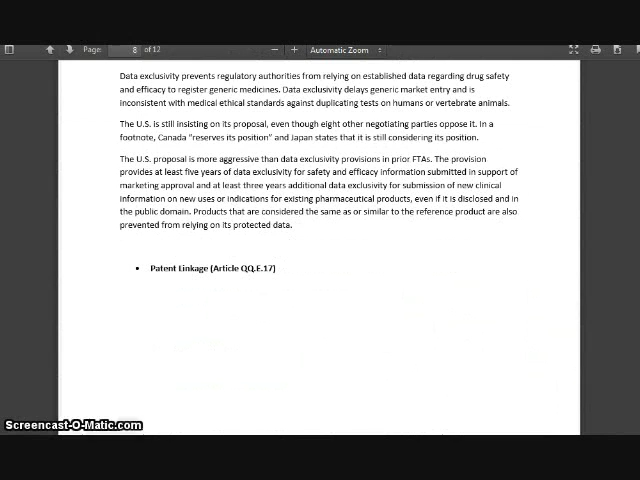 Page: 8 of 12 Automatic Zoom
Data exclusivity prevents regulatory authorities from relying on established data regarding drug safety
and efficacy to register generic medicines. Data exclusivity delays generic market entry and is
inconsistent with medical ethical standards against duplicating tests on humans or vertebrate animals.
The U.S. is still insisting on its proposal, even though eight other negotiating parties oppose it. In a
footnote, Canada "reserves its position" and Japan states that it is still considering its position.
The U.S. proposal is more aggressive than data exclusivity provisions in prior FTAs. The provision
provides at least five years of data exclusivity for safety and efficacy information submitted in support of
marketing approval and at least three years additional data exclusivity for submission of new clinical
information on new uses or indications for existing pharmaceutical products, even if it is disclosed and in
the public domain. Products that are considered the same as or similar to the reference product are also
prevented from relying on its protected data.
• Patent Linkage (Article QQ.E.17)
Screencast-O-Matic.com